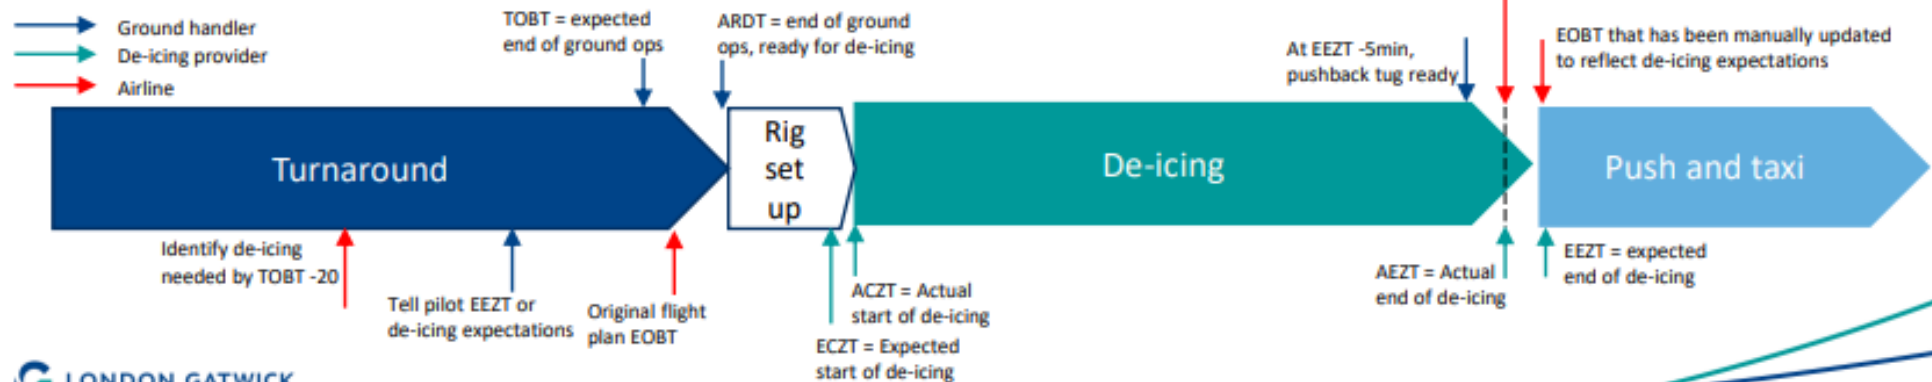 Ground handler
De-icing provider
Airline
TOBT = expected
end of ground ops
ARDT = end of ground
ops, ready for de-icing
At EEZT -5min,
pushback tug ready
EOBT that has been manually updated
to reflect de-icing expectations
Turnaround
Rig
set
up
De-icing
Push and taxi
Identify de-icing
needed by TOBT -20
Tell pilot EEZT or
de-icing expectations
Original flight
plan EOBT
ACZT = Actual
start of de-icing
ECZT = Expected
start of de-icing
AEZT = Actual
end of de-icing
EEZT = expected
end of de-icing
LONDON GATWICK